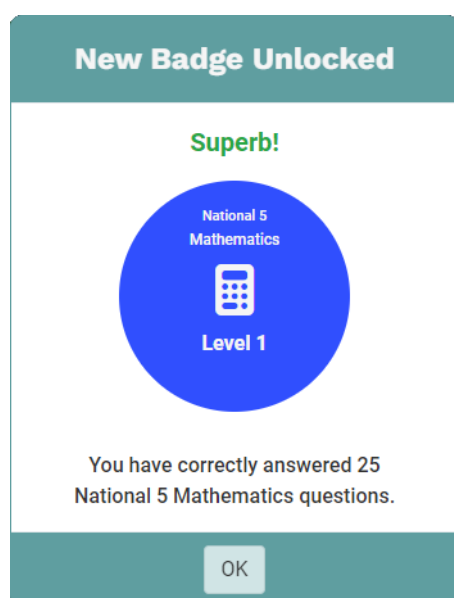 New Badge Unlocked
Superb!
National 5
Mathematics
Level 1
You have correctly answered 25
National 5 Mathematics questions.
OK